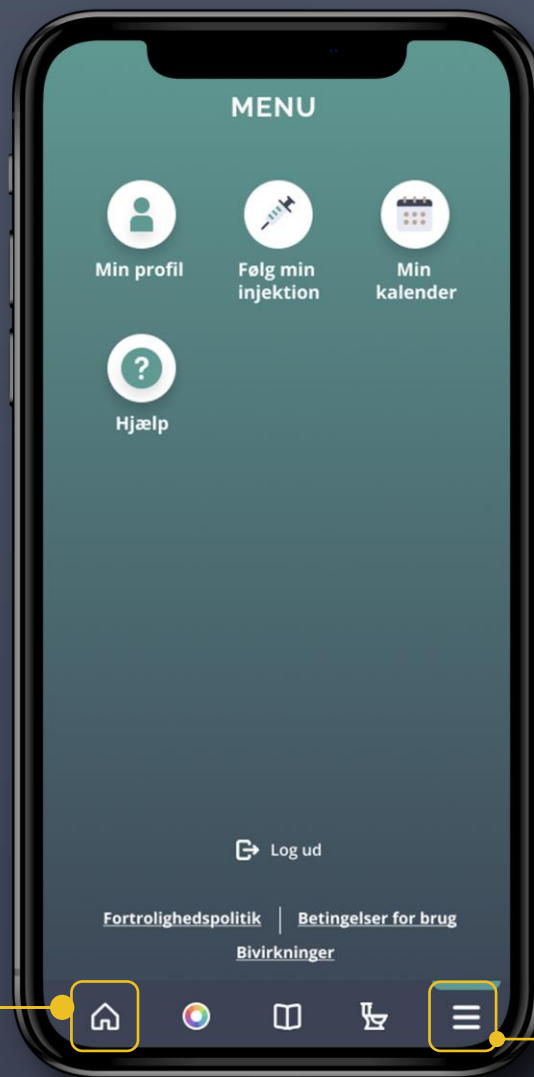 MENU
Min profil
Følg min
injektion
Min
kalender
?
Hjælp
Log ud
Fortrolighedspolitik | Betingelser for brug
Bivirkninger